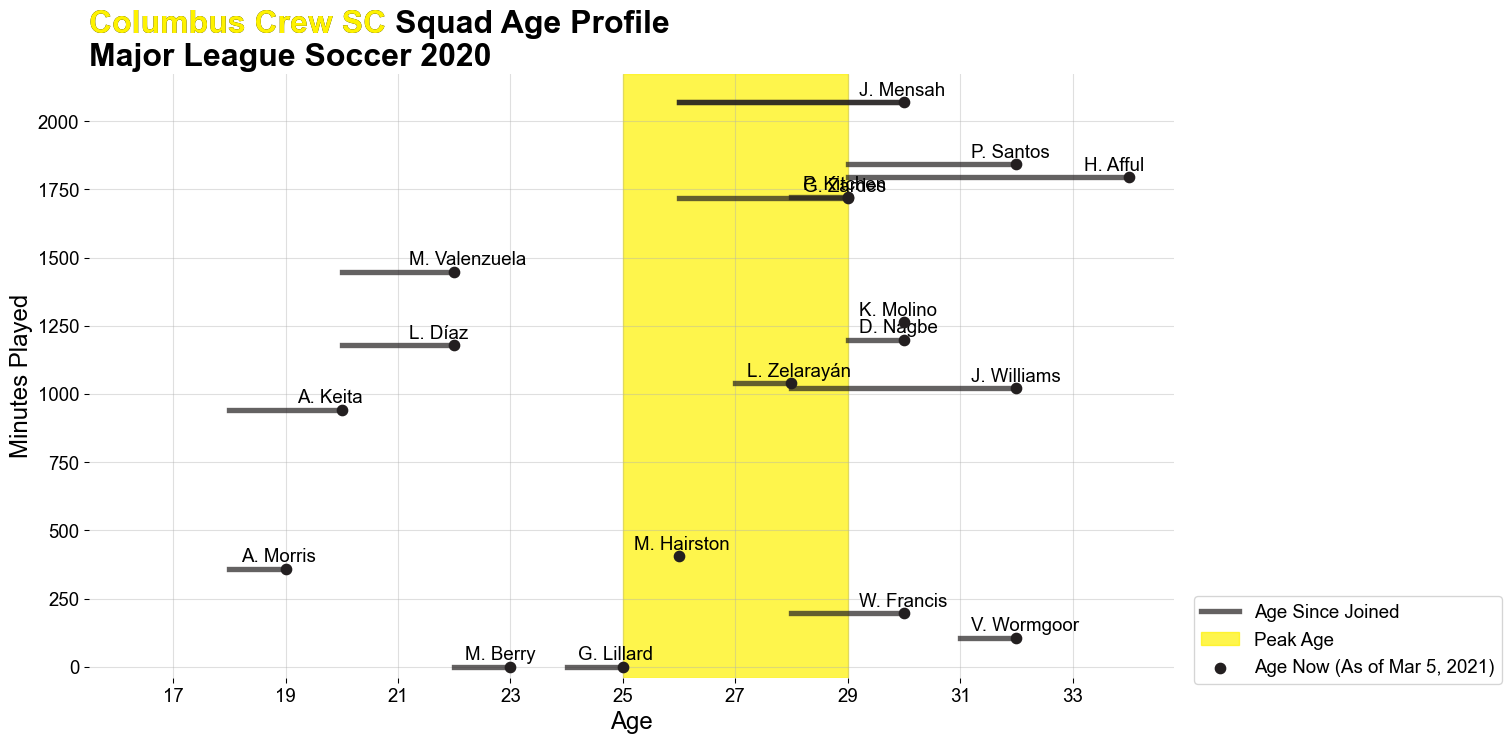 Columbus Crew SC Squad Age Profile
Major League Soccer 2020
J. Mensah
P. Santos
H. Afful
P. Kitchen
G. Zardes
M. Valenzuela
K. Molino
D. Nagbe
L. Díaz
L. Zelarayán
J. Williams
A. Keita
M. Hairston
A. Morris
W. Francis
V. Wormgoor
M. Berry
G. Lillard
2000
1750
1500
1250
1000
750
500
250
0
Minutes Played
17 19 21 23 25 27 29 31 33
Age
Age Since Joined
Peak Age
Age Now (As of Mar 5, 2021)